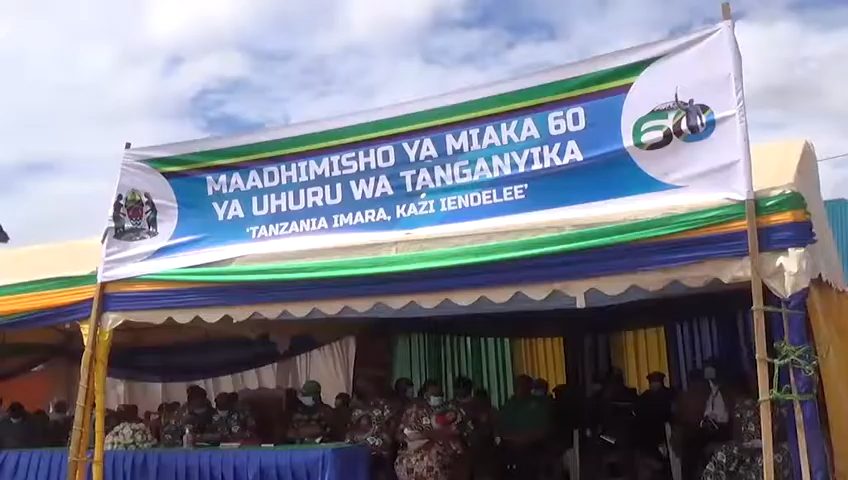 MAADHIMISHO YA MIAKA 60
YA UHURU WA TANGANYIKA
'TANZANIA IMARA, KAZI IENDELEE'
60